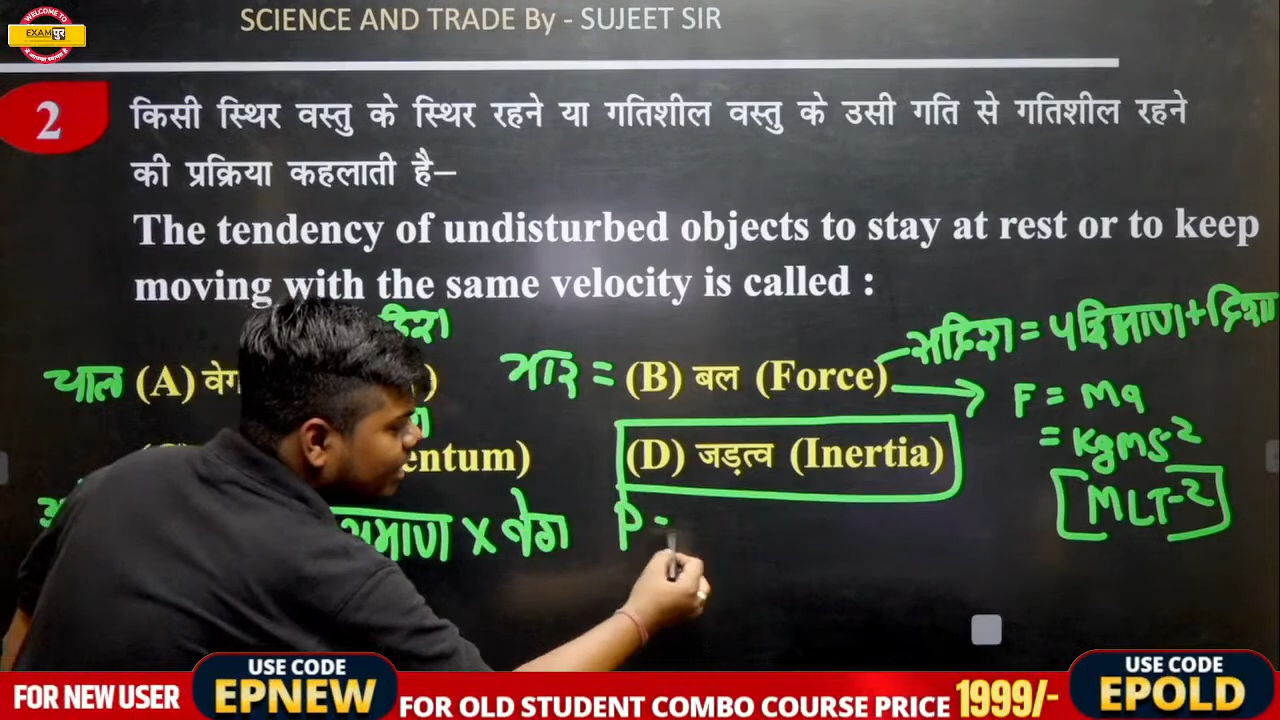 SCIENCE AND TRADE By - SUJEET SIR
WELCOME TO
EXAMपुर
2
किसी स्थिर वस्तु के स्थिर रहने या गतिशील वस्तु के उसी गति से गतिशील रहने
की प्रक्रिया कहलाती है–
The tendency of undisturbed objects to stay at rest or to keep
moving with the same velocity is called :
सदिश = परिमाण + दिशा
चाल (A) वेग )
भार = (B) बल (Force)
F = Ma
= Kgms-2
[MLT-2]
entum)
(D) जड़त्व (Inertia)
X वेग
P =
FOR NEW USER
USE CODE
EPNEW
FOR OLD STUDENT COMBO COURSE PRICE 1999/-
USE CODE
EPOLD